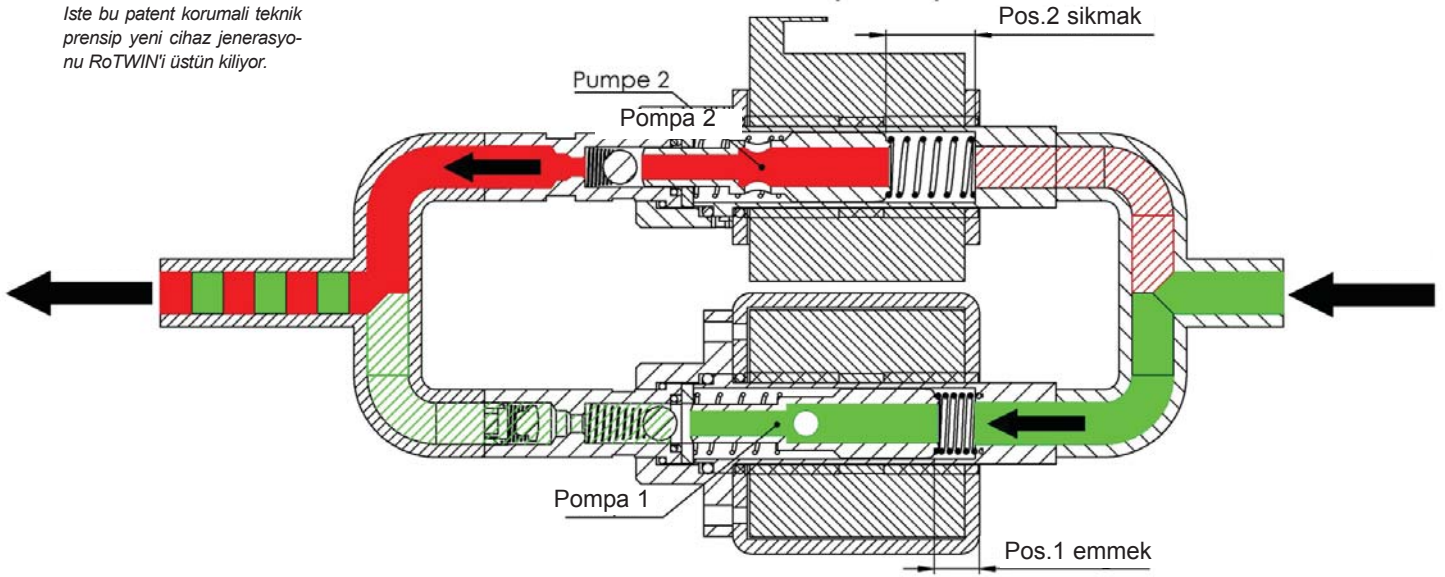 Iste bu patent korumali teknik
prensip yeni cihaz jenerasyo-
nu RoTWIN'i üstün kiliyor.
Pos.2 sikmak
Pumpe 2
Pompa 2
Pompa 1
Pos.1 emmek